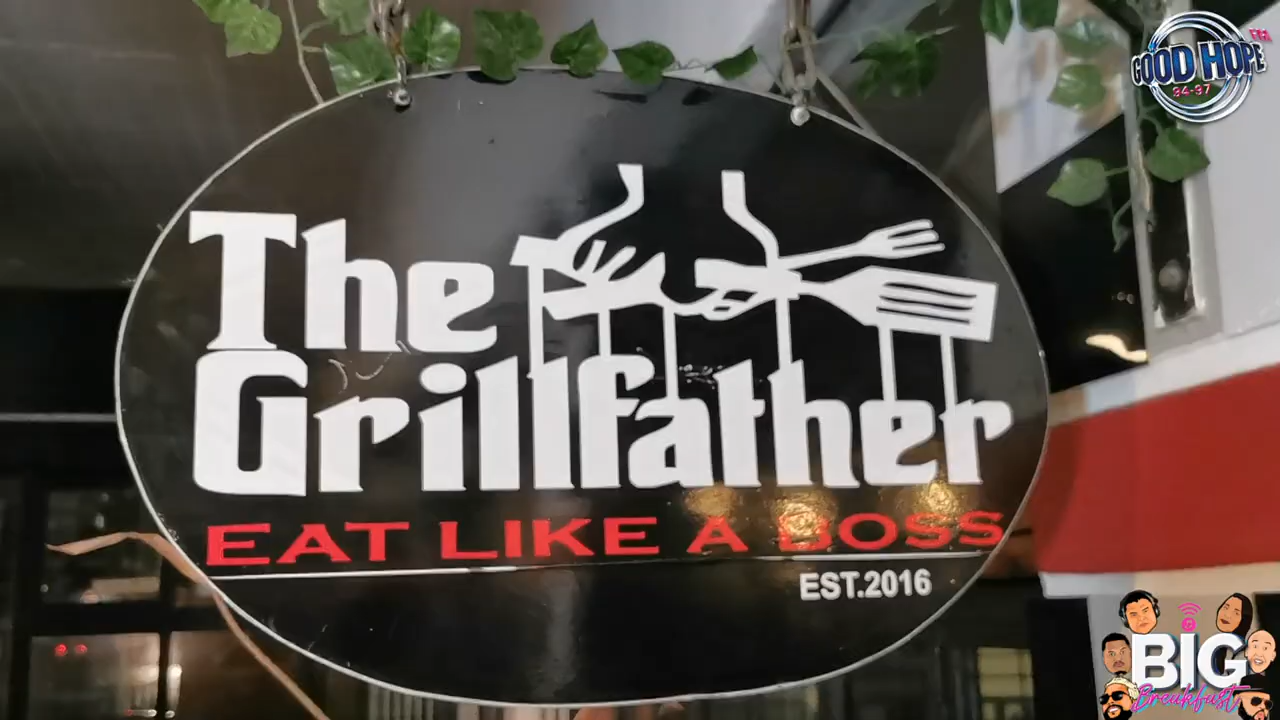 GOOD HOPE FM
94-97
The
Grillfather
EAT LIKE A BOSS
EST.2016
BIG
Breakfast